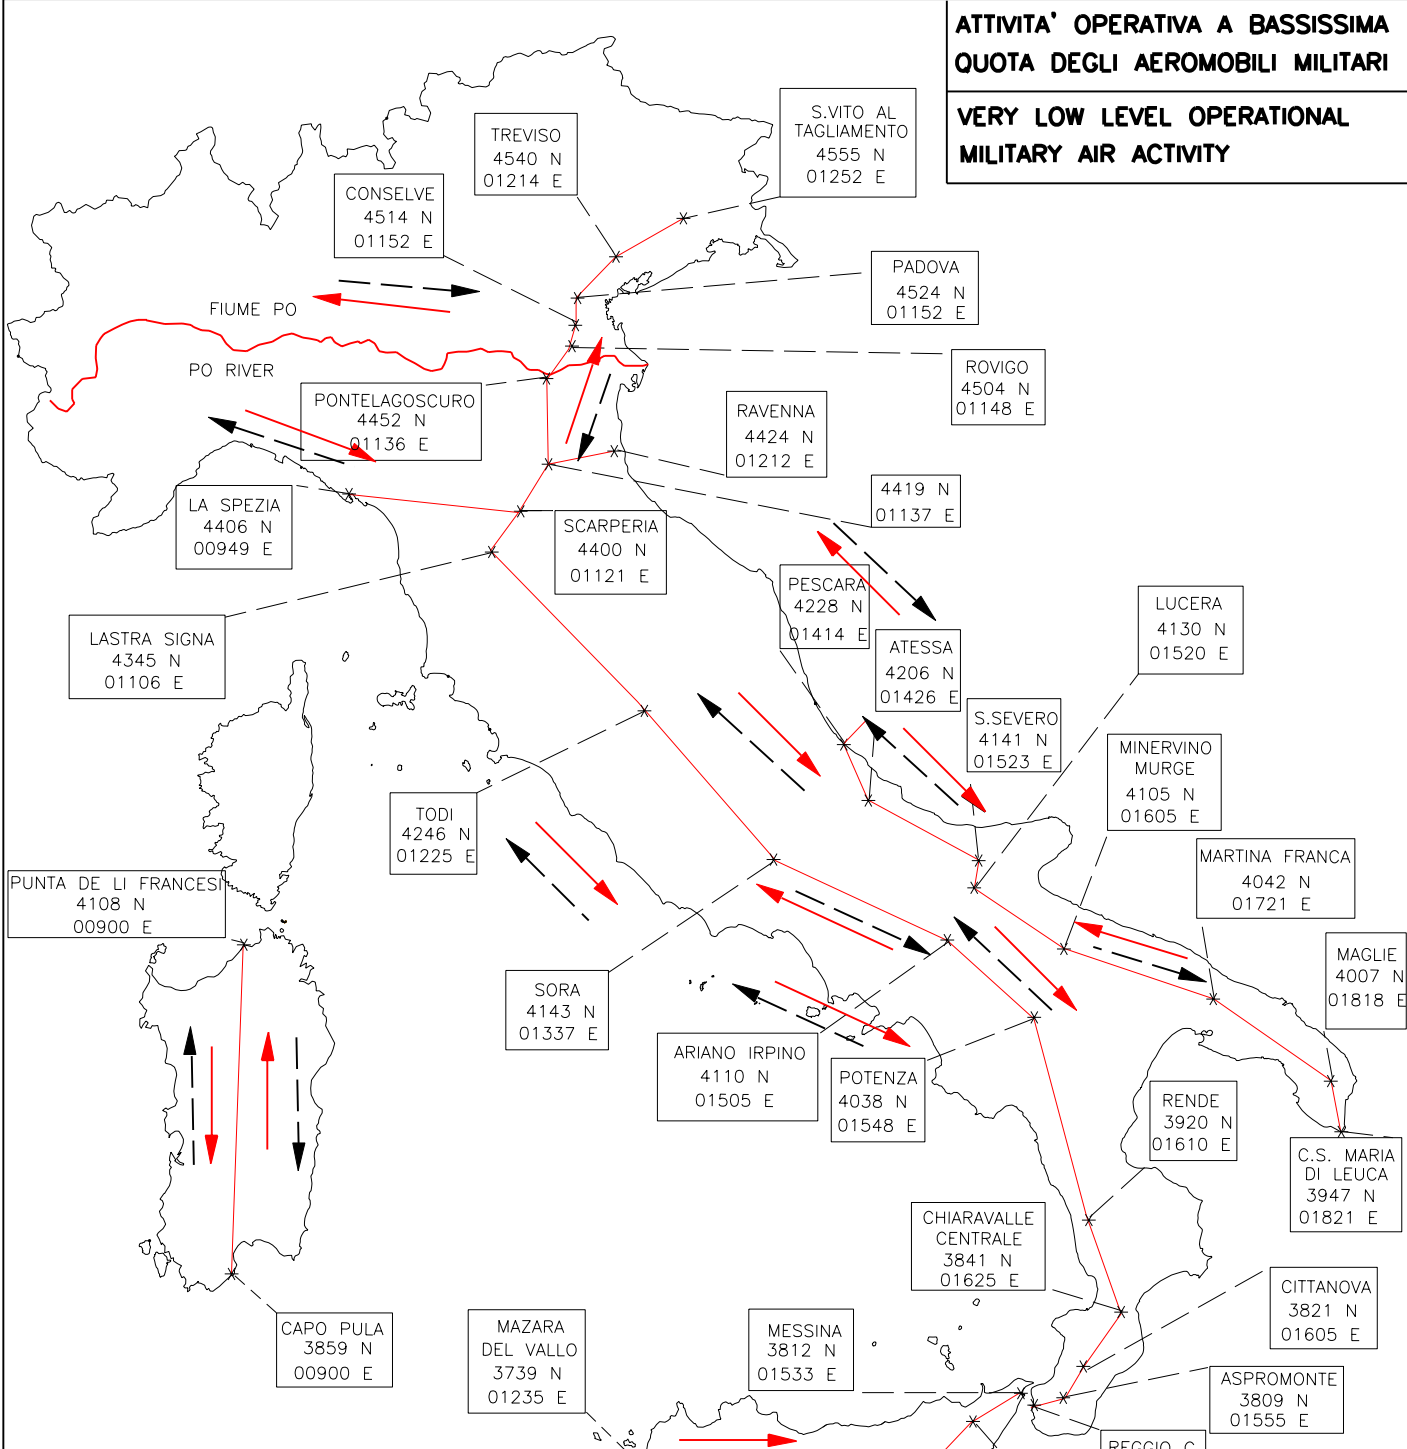 ATTIVITA' OPERATIVA A BASSISSIMA
QUOTA DEGLI AEROMOBILI MILITARI
VERY LOW LEVEL OPERATIONAL
MILITARY AIR ACTIVITY
S.VITO AL
TAGLIAMENTO
4555 N
01252 E
TREVISO
4540 N
01214 E
CONSELVE
4514 N
01152 E
PADOVA
4524 N
01152 E
FIUME PO
PO RIVER
ROVIGO
4504 N
01148 E
PONTELAGOSCURO
4452 N
01136 E
RAVENNA
4424 N
01212 E
4419 N
01137 E
LA SPEZIA
4406 N
00949 E
SCARPERIA
4400 N
01121 E
PESCARA
4228 N
01414 E
LUCERA
4130 N
01520 E
LASTRA SIGNA
4345 N
01106 E
ATESSA
4206 N
01426 E
S.SEVERO
4141 N
01523 E
MINERVINO
MURGE
4105 N
01605 E
TODI
4246 N
01225 E
MARTINA FRANCA
4042 N
01721 E
PUNTA DE LI FRANCESI
4108 N
00900 E
MAGLIE
4007 N
01818 E
SORA
4143 N
01337 E
ARIANO IRPINO
4110 N
01505 E
POTENZA
4038 N
01548 E
RENDE
3920 N
01610 E
C.S. MARIA
DI LEUCA
3947 N
01821 E
CHIARAVALLE
CENTRALE
3841 N
01625 E
CITTANOVA
3821 N
01605 E
CAPO PULA
3859 N
00900 E
MAZARA
DEL VALLO
3739 N
01235 E
MESSINA
3812 N
01533 E
ASPROMONTE
3809 N
01555 E
REGGIO C.